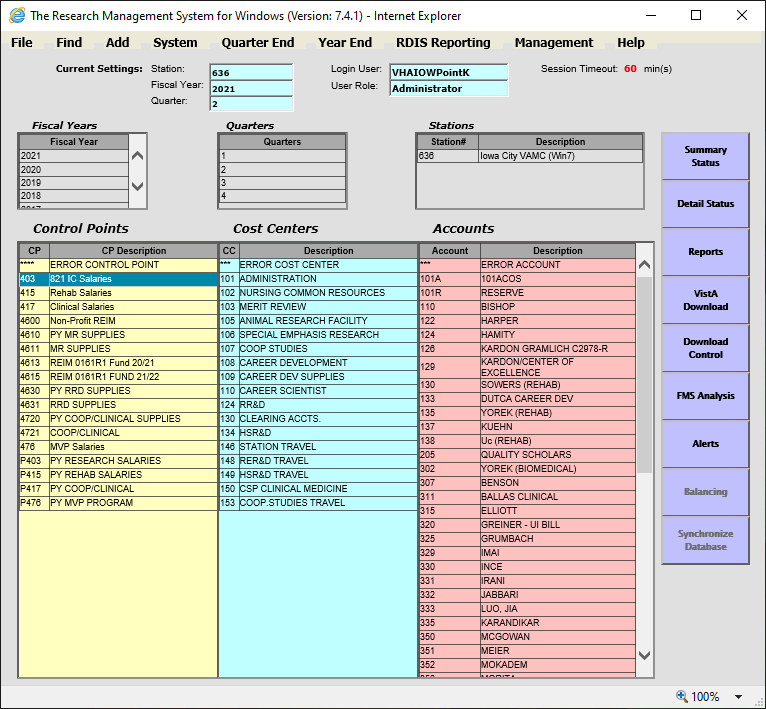 The Research Management System for Windows (Version: 7.4.1) - Internet Explorer
File Find Add System Quarter End Year End RDIS Reporting Management Help
Current Settings: Station: 636 Login User: VHAIOWPointK Session Timeout: 60 min(s)
Fiscal Year: 2021 User Role: Administrator
Quarter: 2
Fiscal Years
Fiscal Year
2021
2020
2019
2018
Quarters
Quarters
1
2
3
4
Stations
Station# Description
636 Iowa City VAMC (Win7)
Control Points
CP CP Description
**** ERROR CONTROL POINT
403 821 IC Salaries
415 Rehab Salaries
417 Clinical Salaries
4600 Non-Profit REIM
4610 PY MR SUPPLIES
4611 MR SUPPLIES
4613 REIM 0161R1 Fund 20/21
4615 REIM 0161R1 FUND 21/22
4630 PY RRD SUPPLIES
4631 RRD SUPPLIES
4720 PY COOP/CLINICAL SUPPLIES
4721 COOP/CLINICAL
476 MVP Salaries
P403 PY RESEARCH SALARIES
P415 PY REHAB SALARIES
P417 PY COOP/CLINICAL
P476 PY MVP PROGRAM
Cost Centers
CC Description
*** ERROR COST CENTER
101 ADMINISTRATION
102 NURSING COMMON RESOURCES
103 MERIT REVIEW
105 ANIMAL RESEARCH FACILITY
106 SPECIAL EMPHASIS RESEARCH
107 COOP STUDIES
108 CAREER DEVELOPMENT
109 CAREER DEV SUPPLIES
110 CAREER SCIENTIST
124 RR&D
130 CLEARING ACCTS.
134 HSR&D
146 STATION TRAVEL
148 RER&D TRAVEL
149 HSR&D TRAVEL
150 CSP CLINICAL MEDICINE
153 COOP.STUDIES TRAVEL
Accounts
Account Description
*** ERROR ACCOUNT
101A 101ACOS
101R RESERVE
110 BISHOP
122 HARPER
124 HAMITY
126 KARDON GRAMLICH C2978-R
129 KARDON/CENTER OF
EXCELLENCE
130 SOWERS (REHAB)
133 DUTCA CAREER DEV
135 YOREK (REHAB)
137 KUEHN
138 Uc (REHAB)
205 QUALITY SCHOLARS
302 YOREK (BIOMEDICAL)
307 BENSON
311 BALLAS CLINICAL
315 ELLIOTT
320 GREINER - UI BILL
325 GRUMBACH
329 IMAI
330 INCE
331 IRANI
332 JABBARI
333 LUO, JIA
335 KARANDIKAR
350 MCGOWAN
351 MEIER
352 MOKADEM
Summary
Status
Detail Status
Reports
VistA
Download
Download
Control
FMS Analysis
Alerts
Balancing
Synchronize
Database
100%